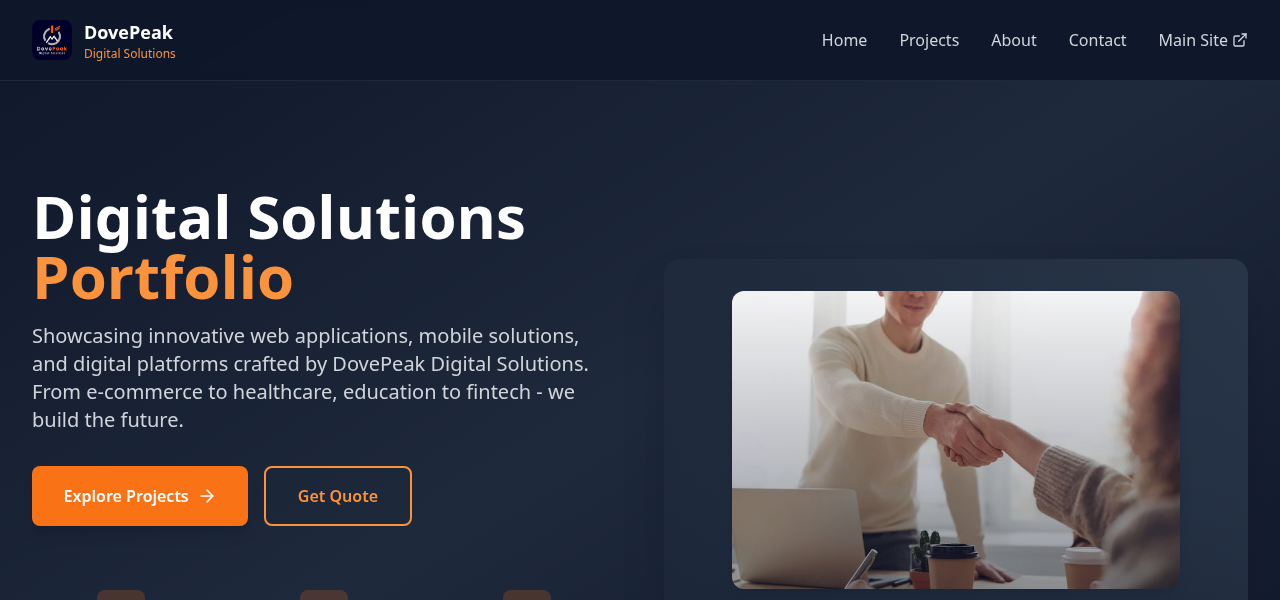 DovePeak
Digital Solutions
Home
Projects
About
Contact
Main Site
Digital Solutions
Portfolio
Showcasing innovative web applications, mobile solutions,
and digital platforms crafted by DovePeak Digital Solutions.
From e-commerce to healthcare, education to fintech - we
build the future.
Explore Projects
Get Quote